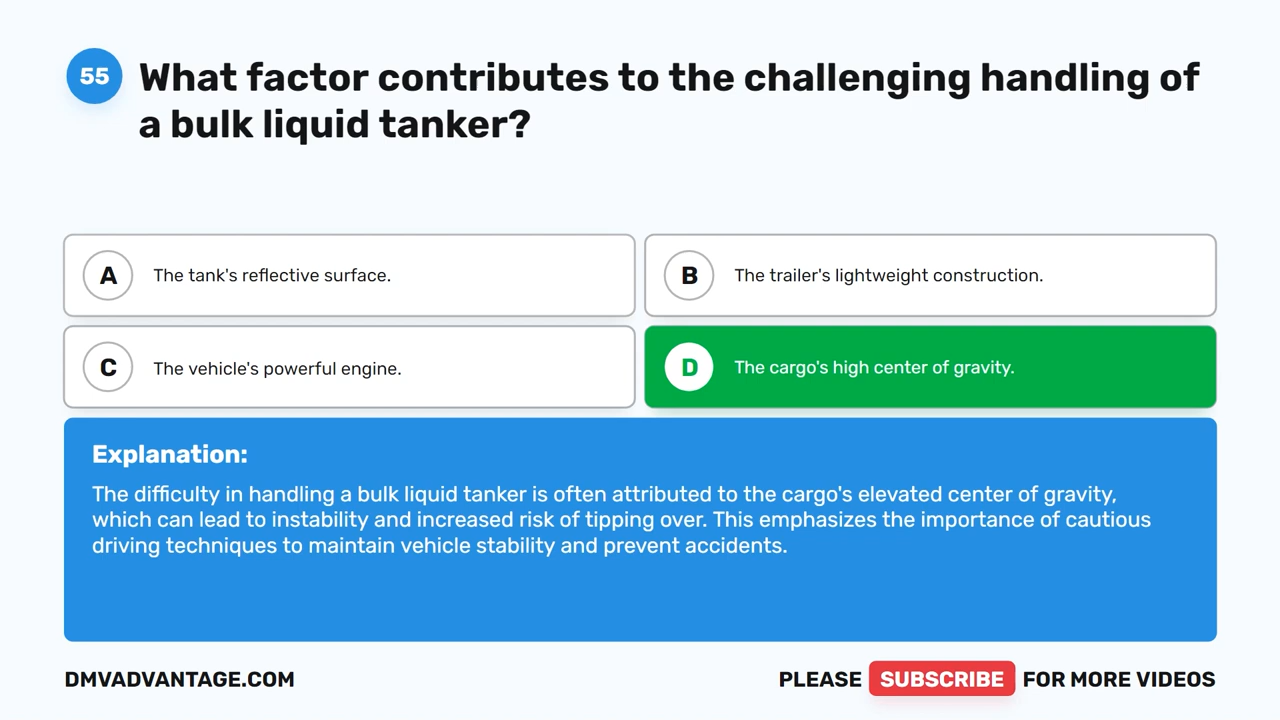 55
What factor contributes to the challenging handling of
a bulk liquid tanker?
A
The tank's reflective surface.
B
The trailer's lightweight construction.
C
The vehicle's powerful engine.
D
The cargo's high center of gravity.
Explanation:
The difficulty in handling a bulk liquid tanker is often attributed to the cargo's elevated center of gravity,
which can lead to instability and increased risk of tipping over. This emphasizes the importance of cautious
driving techniques to maintain vehicle stability and prevent accidents.
DMVADVANTAGE.COM
PLEASE SUBSCRIBE FOR MORE VIDEOS